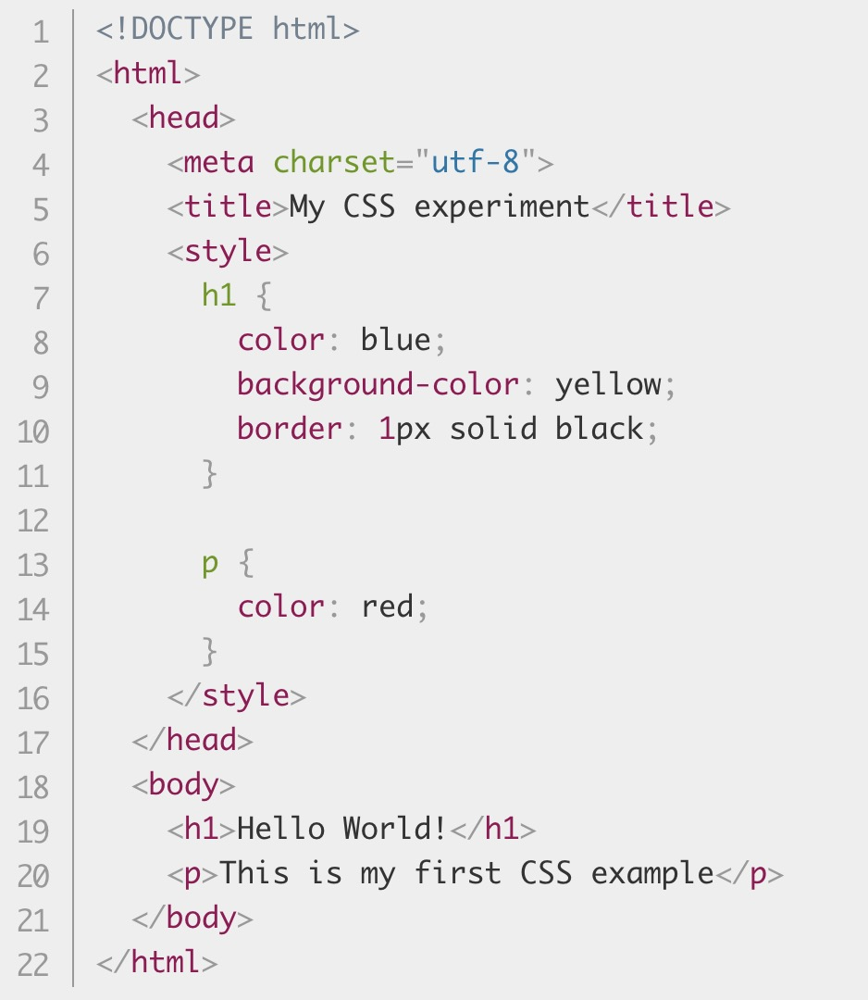 1 <!DOCTYPE html>
2 <html>
3   <head>
4     <meta charset="utf-8">
5     <title>My CSS experiment</title>
6     <style>
7       h1 {
8         color: blue;
9         background-color: yellow;
10         border: 1px solid black;
11       }
12
13       p {
14         color: red;
15       }
16     </style>
17   </head>
18   <body>
19     <h1>Hello World!</h1>
20     <p>This is my first CSS example</p>
21   </body>
22 </html>